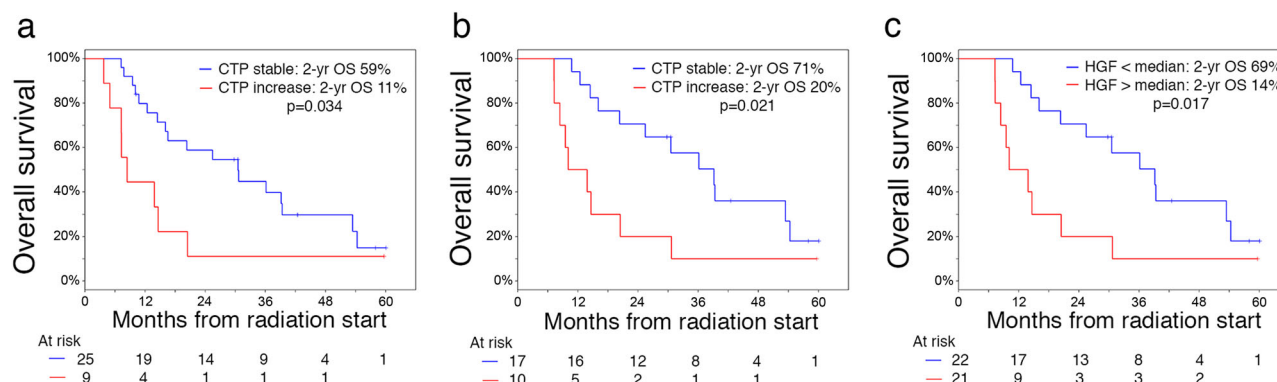 a
Overall survival
100%
80%
60%
40%
20%
0%
CTP stable: 2-yr OS 59%
CTP increase: 2-yr OS 11%
p=0.034
0 12 24 36 48 60
Months from radiation start
At risk
25 19 14 9 4 1
9 4 1 1 1
b
Overall survival
100%
80%
60%
40%
20%
0%
CTP stable: 2-yr OS 71%
CTP increase: 2-yr OS 20%
p=0.021
0 12 24 36 48 60
Months from radiation start
At risk
17 16 12 8 4 1
10 5 2 1 1
c
Overall survival
100%
80%
60%
40%
20%
0%
HGF < median: 2-yr OS 69%
HGF > median: 2-yr OS 14%
p=0.017
0 12 24 36 48 60
Months from radiation start
At risk
22 17 13 8 4 1
21 9 3 3 2